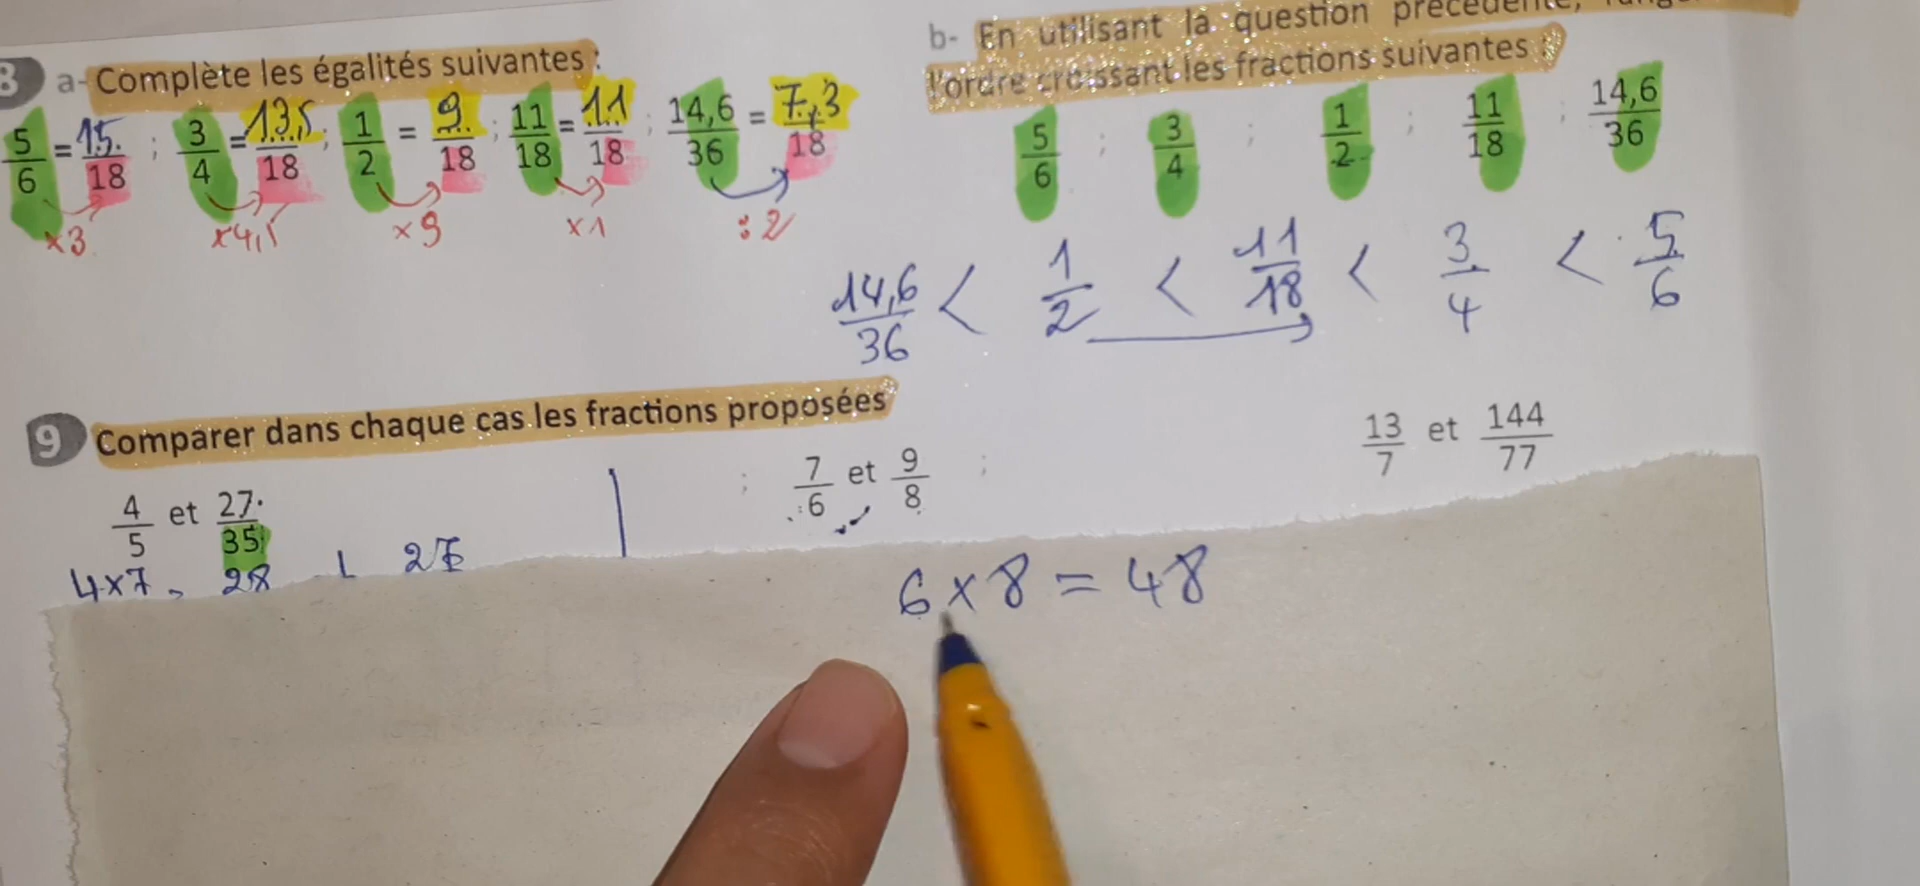 8 a- Complète les égalités suivantes :
5/6 = 15/18 ; 3/4 = 13,5/18 ; 1/2 = 9/18 ; 11/18 = 11/18 ; 14,6/36 = 7,3/18
×3 ×4,5 ×9 ×1 :2
b- En utilisant la question précédente,
l'ordre croissant les fractions suivantes :
5/6 ; 3/4 ; 1/2 ; 11/18 ; 14,6/36
14,6/36 < 1/2 < 11/18 < 3/4 < 5/6
9 Comparer dans chaque cas les fractions proposées
4/5 et 27/35 ; 7/6 et 9/8 ; 13/7 et 144/77
4×7 28
6×8 = 48